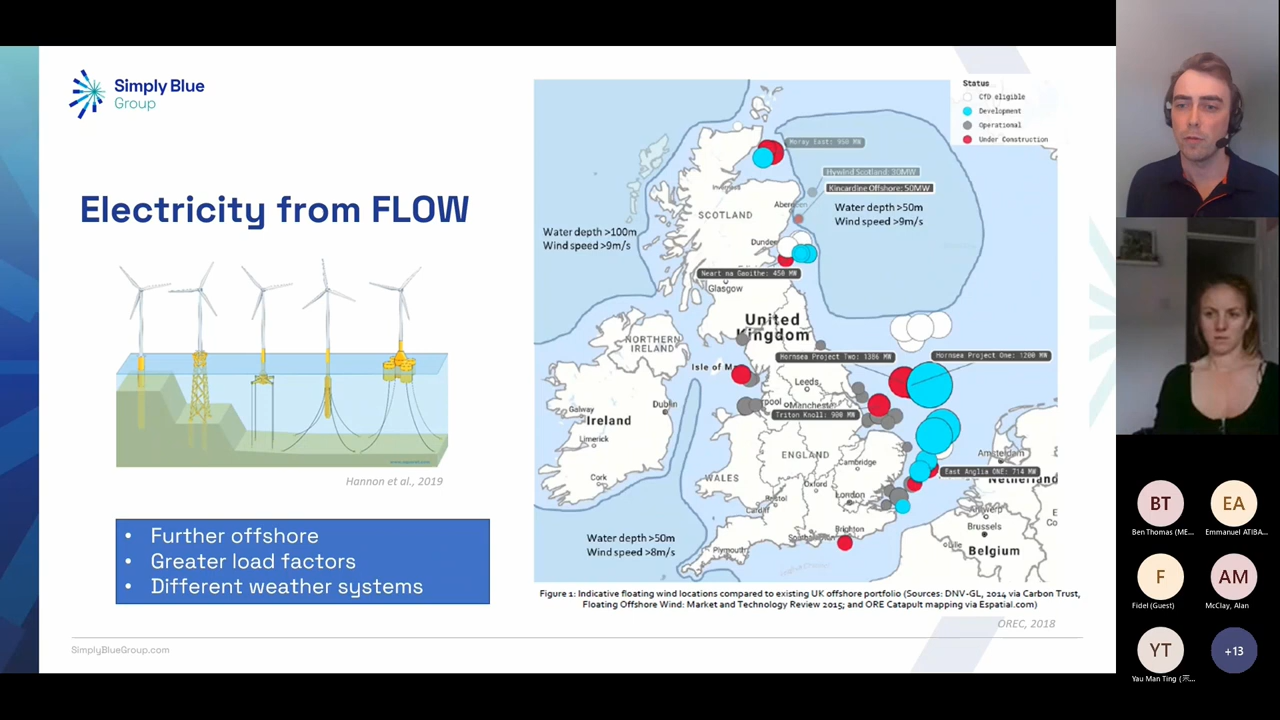 Simply Blue
Group
Electricity from FLOW
Hannon et al., 2019
• Further offshore
• Greater load factors
• Different weather systems
SimplyBlueGroup.com
Status
CfD eligible
Development
Operational
Under Construction
Moray East: 950 MW
Inverness
Hywind Scotland: 30MW
Kincardine Offshore: 50MW
Aberdeen
SCOTLAND
Water depth >50m
Wind speed >9m/s
Water depth >100m
Wind speed >9m/s
Dundee
Neart na Gaoithe: 450 MW
Glasgow
United
Kingdom
NORTHERN
IRELAND
Hornsea Project Two: 1386 MW
Hornsea Project One: 1200 MW
Isle of M
Leeds
Dublin
pool
Manchester
Galway
Ireland
Triton Knoll: 900 MW
Limerick
ENGLAND
Amsterdam
Cambridge
East Anglia ONE: 714 MW
Netherland
Cork
WALES
Oxford
London
Bristol
Cardif
Antwerp
Brussels
Brighton
Southampton
Lille
Belgium
Water depth >50m
Wind speed >8m/s
Plymouth
Figure 1: Indicative floating wind locations compared to existing UK offshore portfolio (Sources: DNV-GL, 2014 via Carbon Trust,
Floating Offshore Wind: Market and Technology Review 2015; and ORE Catapult mapping via Espatial.com)
OREC, 2018
BT
Ben Thomas (ME...
EA
Emmanuel ATIBA...
F
Fidel (Guest)
AM
McClay, Alan
YT
Yau Man Ting
+13